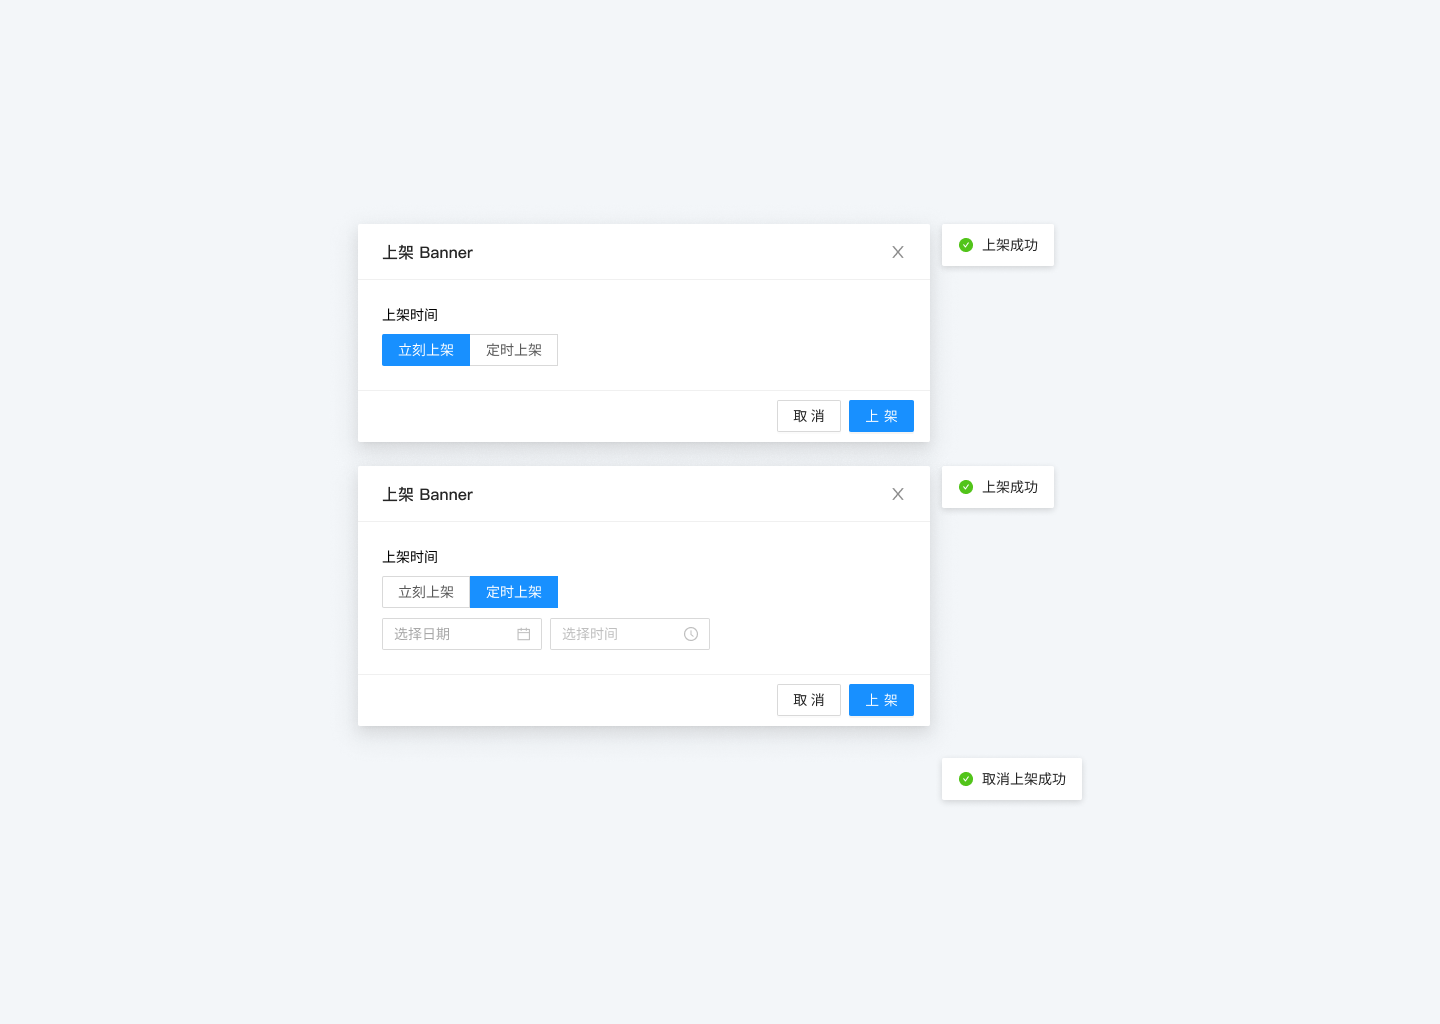 上架 Banner
上架成功
上架时间
立刻上架 定时上架
取 消 上 架
上架 Banner
上架成功
上架时间
立刻上架 定时上架
选择日期 选择时间
取 消 上 架
取消上架成功